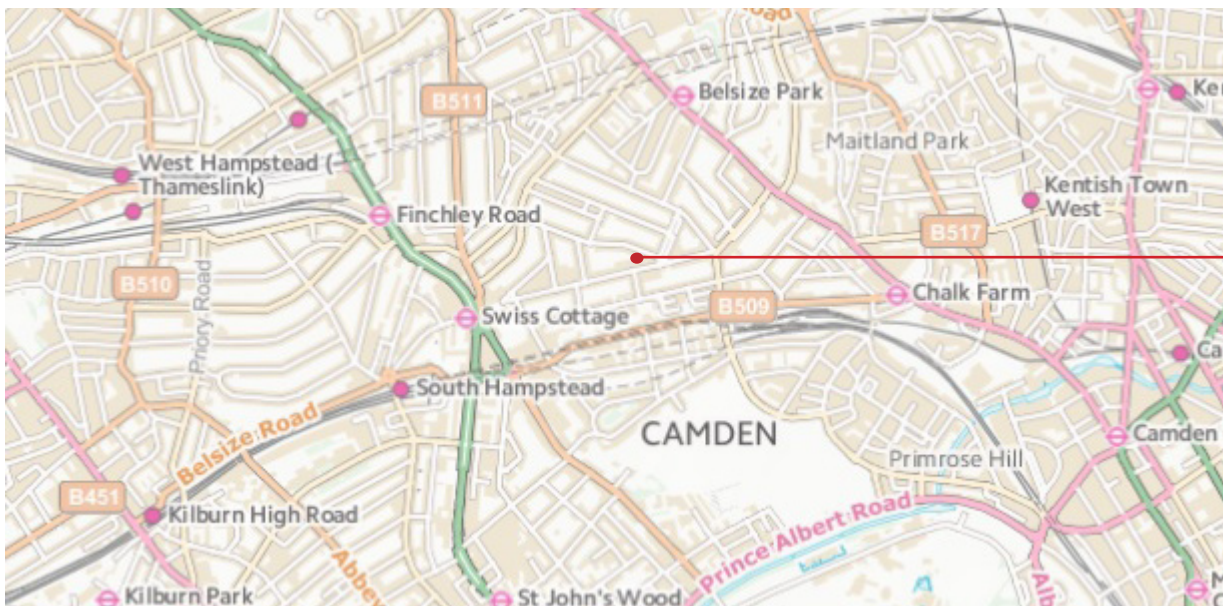 Road
B511
Belsize Park
Maitland Park
West Hampstead (
Thameslink)
Kentish Town
West
Finchley Road
B517
B510
Priory Road
Chalk Farm
B509
Swiss Cottage
South Hampstead
Belsize Road
CAMDEN
Camden
Primrose Hill
B451
Kilburn High Road
Prince Albert Road
Abbey
Kilburn Park
St John's Wood